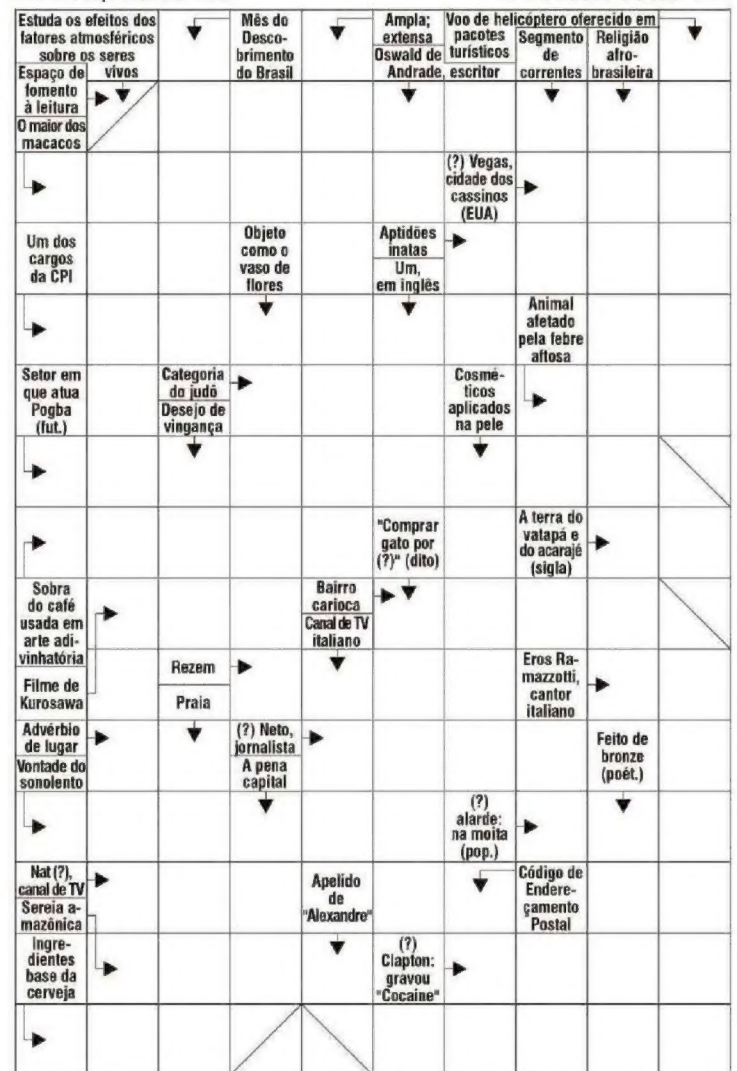 Estuda os efeitos dos
fatores atmosféricos
sobre os seres
vivos
Mês do
Desco-
brimento
do Brasil
Ampla;
extensa
Oswald de
Andrade, escritor
Voo de helicóptero oferecido em
pacotes
turísticos
Segmento
de
correntes
Religião
afro-
brasileira
Espaço de
fomento
à leitura
O maior dos
macacos
(?) Vegas,
cidade dos
cassinos
(EUA)
Um dos
cargos
da CPI
Objeto
como o
vaso de
flores
Aptidões
inatas
Um,
em inglês
Animal
afetado
pela febre
aftosa
Setor em
que atua
Pogba
(fut.)
Categoria
do judô
Desejo de
vingança
Cosmé-
ticos
aplicados
na pele
"Comprar
gato por
(?)" (dito)
A terra do
vatapá e
do acarajé
(sigla)
Sobra
do café
usada em
arte adi-
vinhatória
Filme de
Kurosawa
Bairro
carioca
Canal de TV
italiano
Rezem
Praia
Eros Ra-
mazzotti,
cantor
italiano
Advérbio
de lugar
Vontade do
sonolento
(?) Neto,
jornalista
A pena
capital
Feito de
bronze
(poét.)
(?)
alarde:
na moita
(pop.)
Nat (?),
canal de TV
Sereia a-
mazônica
Apelido
de
"Alexandre"
Código de
Endere-
çamento
Postal
Ingre-
dientes
base da
cerveja
(?)
Clapton:
gravou
"Cocaine"